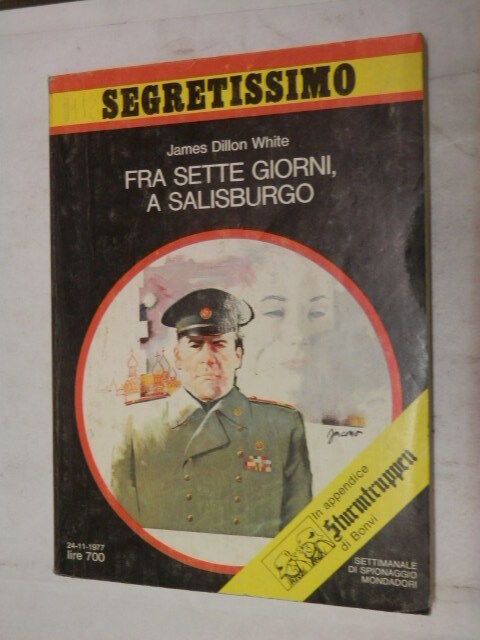 SEGRETISSIMO
James Dillon White
FRA SETTE GIORNI,
A SALISBURGO
Jacono
in appendice
Sturmtruppen
di Bonvi
24-11-1977
lire 700
SETTIMANALE
DI SPIONAGGIO
MONDADORI